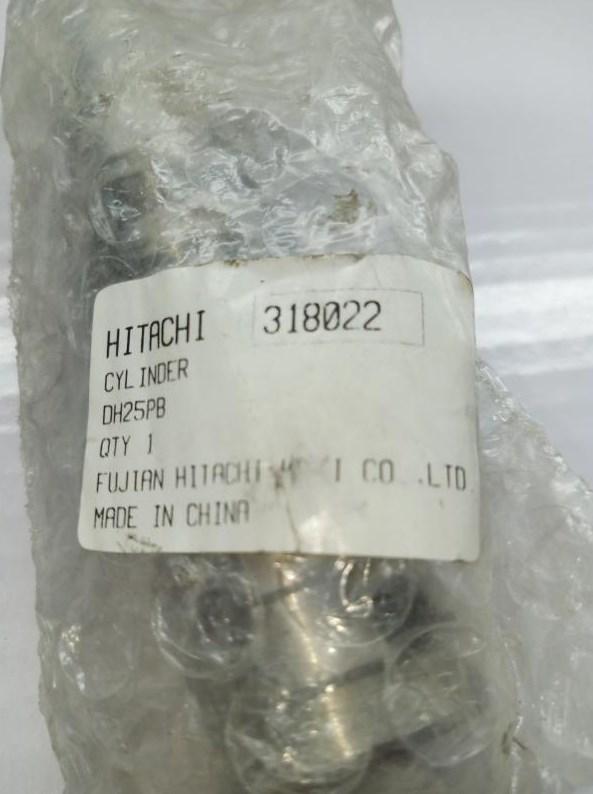 HITACHI 318022
CYLINDER
DH25PB
QTY 1
FUJIAN HITACHI CO .,LTD
MADE IN CHINA